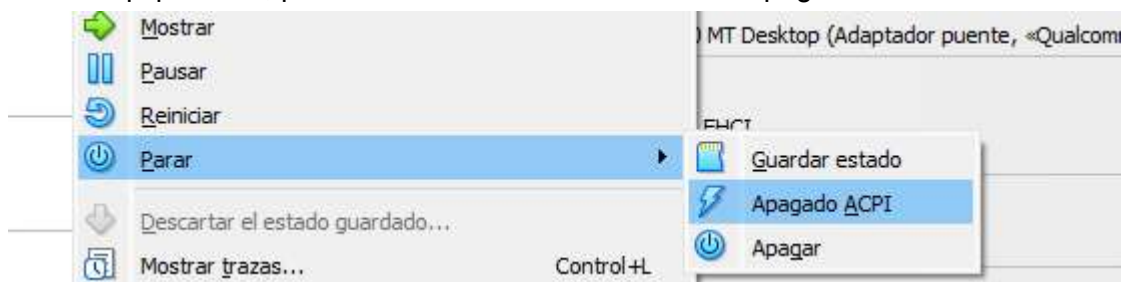 Mostrar
) MT Desktop (Adaptador puente, «Qualcom
Pausar
Reiniciar
EHCI
Parar
Guardar estado
Apagado ACPI
Descartar el estado guardado...
Apagar
Mostrar trazas... Control+L